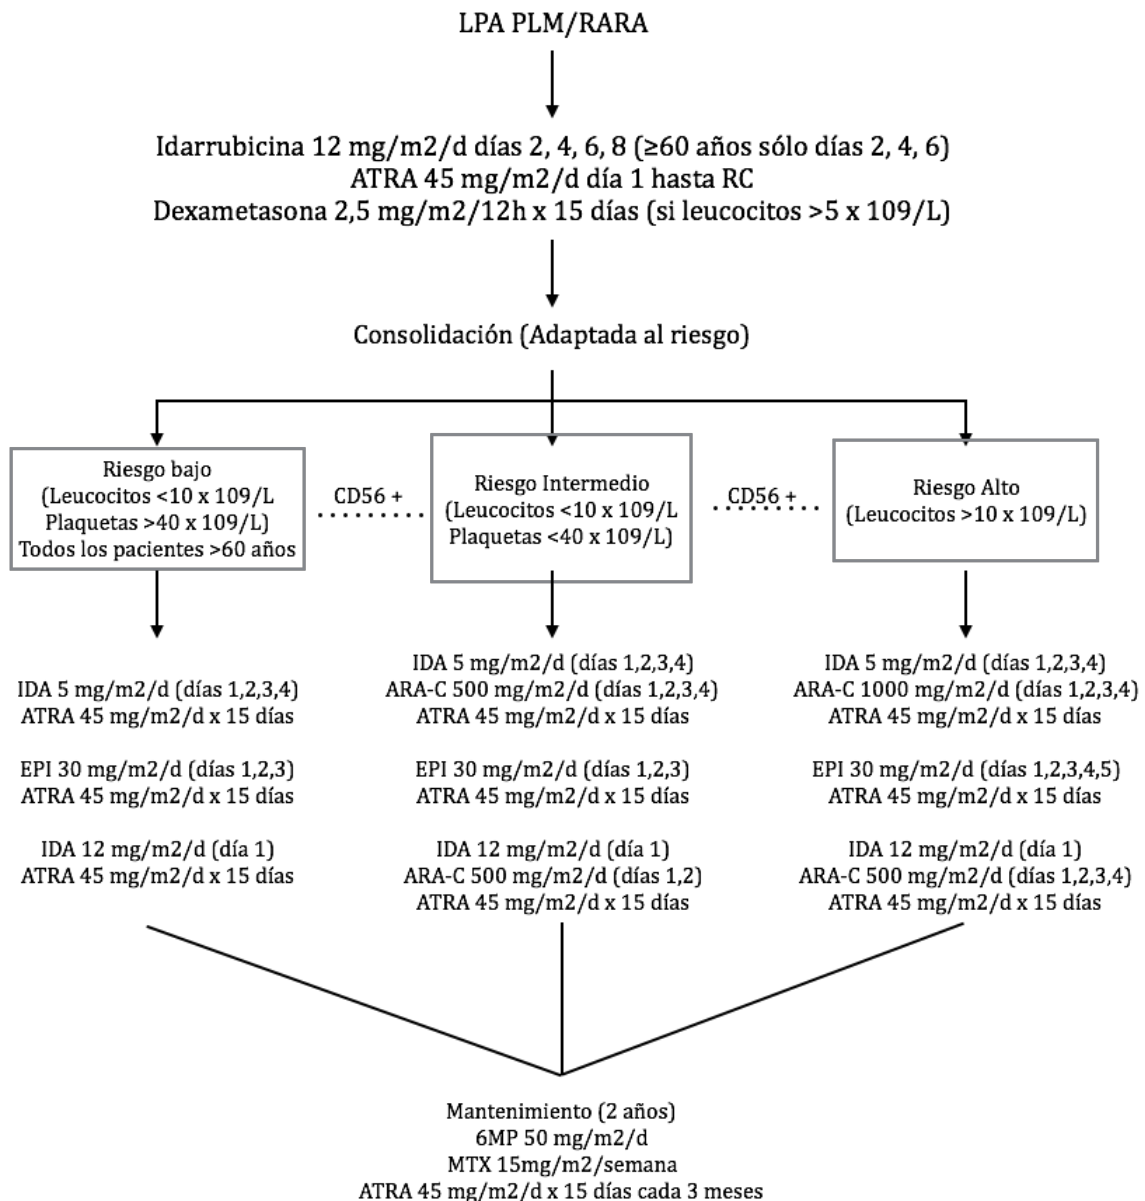 LPA PLM/RARA
Idarrubicina 12 mg/m2/d días 2, 4, 6, 8 (≥60 años sólo días 2, 4, 6)
ATRA 45 mg/m2/d día 1 hasta RC
Dexametasona 2,5 mg/m2/12h x 15 días (si leucocitos >5 x 109/L)
Consolidación (Adaptada al riesgo)
Riesgo bajo
(Leucocitos <10 x 109/L
Plaquetas >40 x 109/L)
Todos los pacientes >60 años
CD56 +
Riesgo Intermedio
(Leucocitos <10 x 109/L
Plaquetas <40 x 109/L)
CD56 +
Riesgo Alto
(Leucocitos >10 x 109/L)
IDA 5 mg/m2/d (días 1,2,3,4)
ATRA 45 mg/m2/d x 15 días
EPI 30 mg/m2/d (días 1,2,3)
ATRA 45 mg/m2/d x 15 días
IDA 12 mg/m2/d (día 1)
ATRA 45 mg/m2/d x 15 días
IDA 5 mg/m2/d (días 1,2,3,4)
ARA-C 500 mg/m2/d (días 1,2,3,4)
ATRA 45 mg/m2/d x 15 días
EPI 30 mg/m2/d (días 1,2,3)
ATRA 45 mg/m2/d x 15 días
IDA 12 mg/m2/d (día 1)
ARA-C 500 mg/m2/d (días 1,2)
ATRA 45 mg/m2/d x 15 días
IDA 5 mg/m2/d (días 1,2,3,4)
ARA-C 1000 mg/m2/d (días 1,2,3,4)
ATRA 45 mg/m2/d x 15 días
EPI 30 mg/m2/d (días 1,2,3,4,5)
ATRA 45 mg/m2/d x 15 días
IDA 12 mg/m2/d (día 1)
ARA-C 500 mg/m2/d (días 1,2,3,4)
ATRA 45 mg/m2/d x 15 días
Mantenimiento (2 años)
6MP 50 mg/m2/d
MTX 15mg/m2/semana
ATRA 45 mg/m2/d x 15 días cada 3 meses